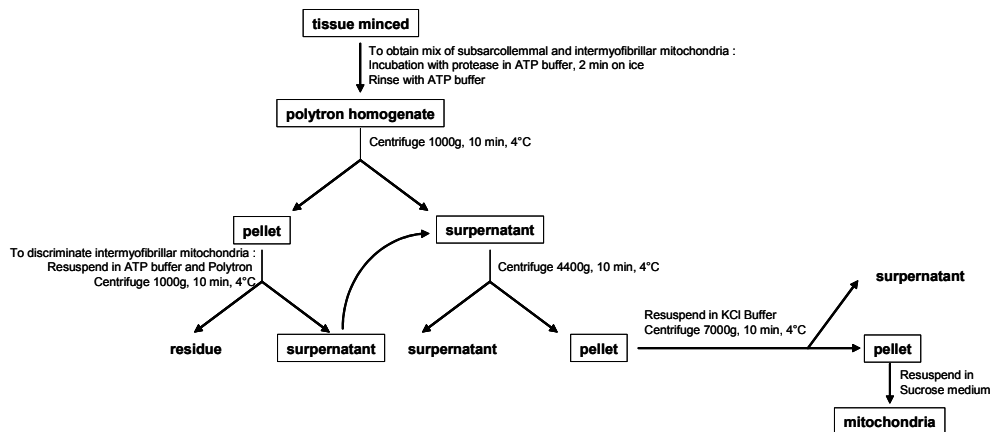 tissue minced
To obtain mix of subsarcollemmal and intermyofibrillar mitochondria :
Incubation with protease in ATP buffer, 2 min on ice
Rinse with ATP buffer
polytron homogenate
Centrifuge 1000g, 10 min, 4°C
pellet
surpernatant
To discriminate intermyofibrillar mitochondria :
Resuspend in ATP buffer and Polytron
Centrifuge 1000g, 10 min, 4°C
Centrifuge 4400g, 10 min, 4°C
surpernatant
Resuspend in KCl Buffer
Centrifuge 7000g, 10 min, 4°C
residue
surpernatant
surpernatant
pellet
pellet
Resuspend in
Sucrose medium
mitochondria